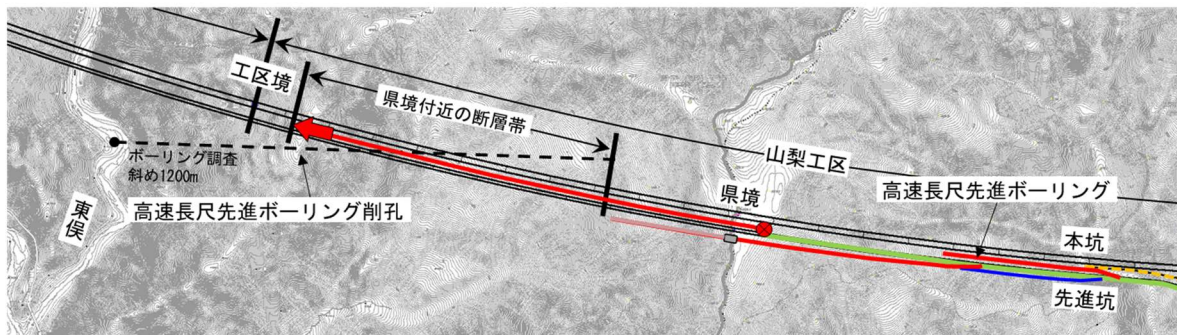 工区境
県境付近の断層帯
山梨工区
高速長尺先進ボーリング
県境
ボーリング調査
斜め1200m
高速長尺先進ボーリング削孔
東俣
本坑
先進坑